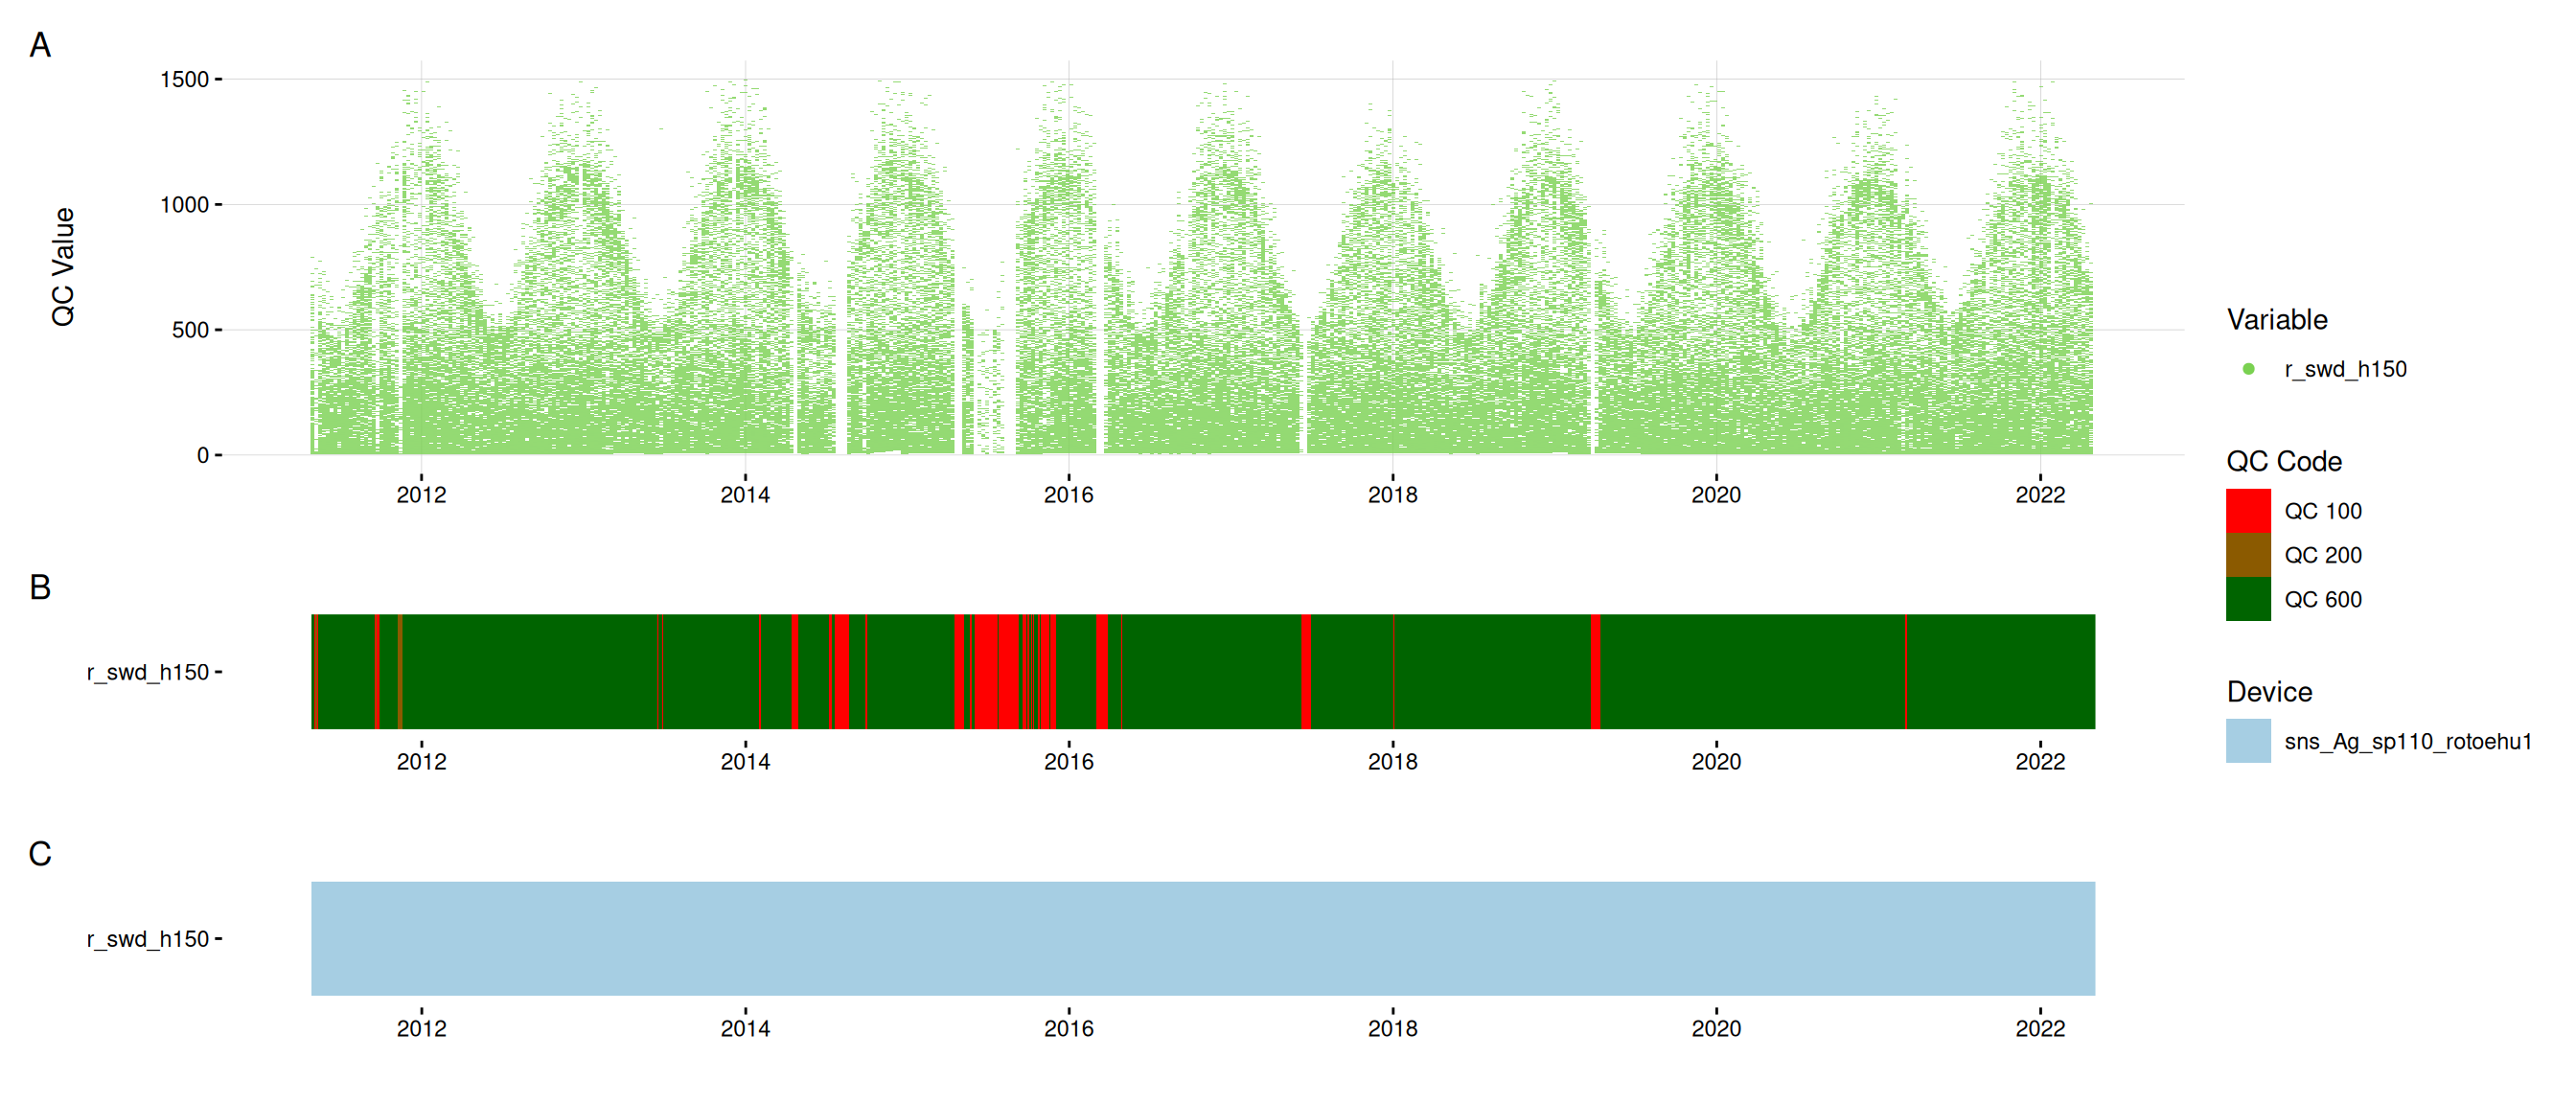 A
QC Value
1500
1000
500
0
2012 2014 2016 2018 2020 2022
B
r_swd_h150
2012 2014 2016 2018 2020 2022
C
r_swd_h150
2012 2014 2016 2018 2020 2022
Variable
r_swd_h150
QC Code
QC 100
QC 200
QC 600
Device
sns_Ag_sp110_rotoehu1